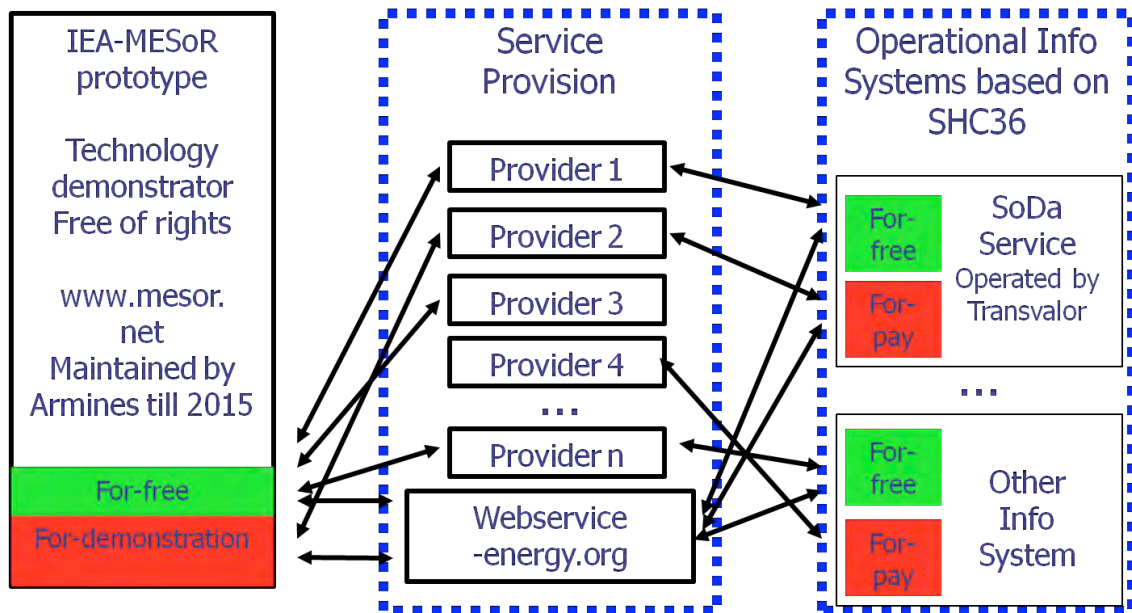 IEA-MESoR
prototype
Technology
demonstrator
Free of rights
www.mesor.
net
Maintained by
Armines till 2015
For-free
For-demonstration
Service
Provision
Provider 1
Provider 2
Provider 3
Provider 4
...
Provider n
Webservice
-energy.org
Operational Info
Systems based on
SHC36
For-
free
For-
pay
SoDa
Service
Operated by
Transvalor
...
For-
free
For-
pay
Other
Info
System